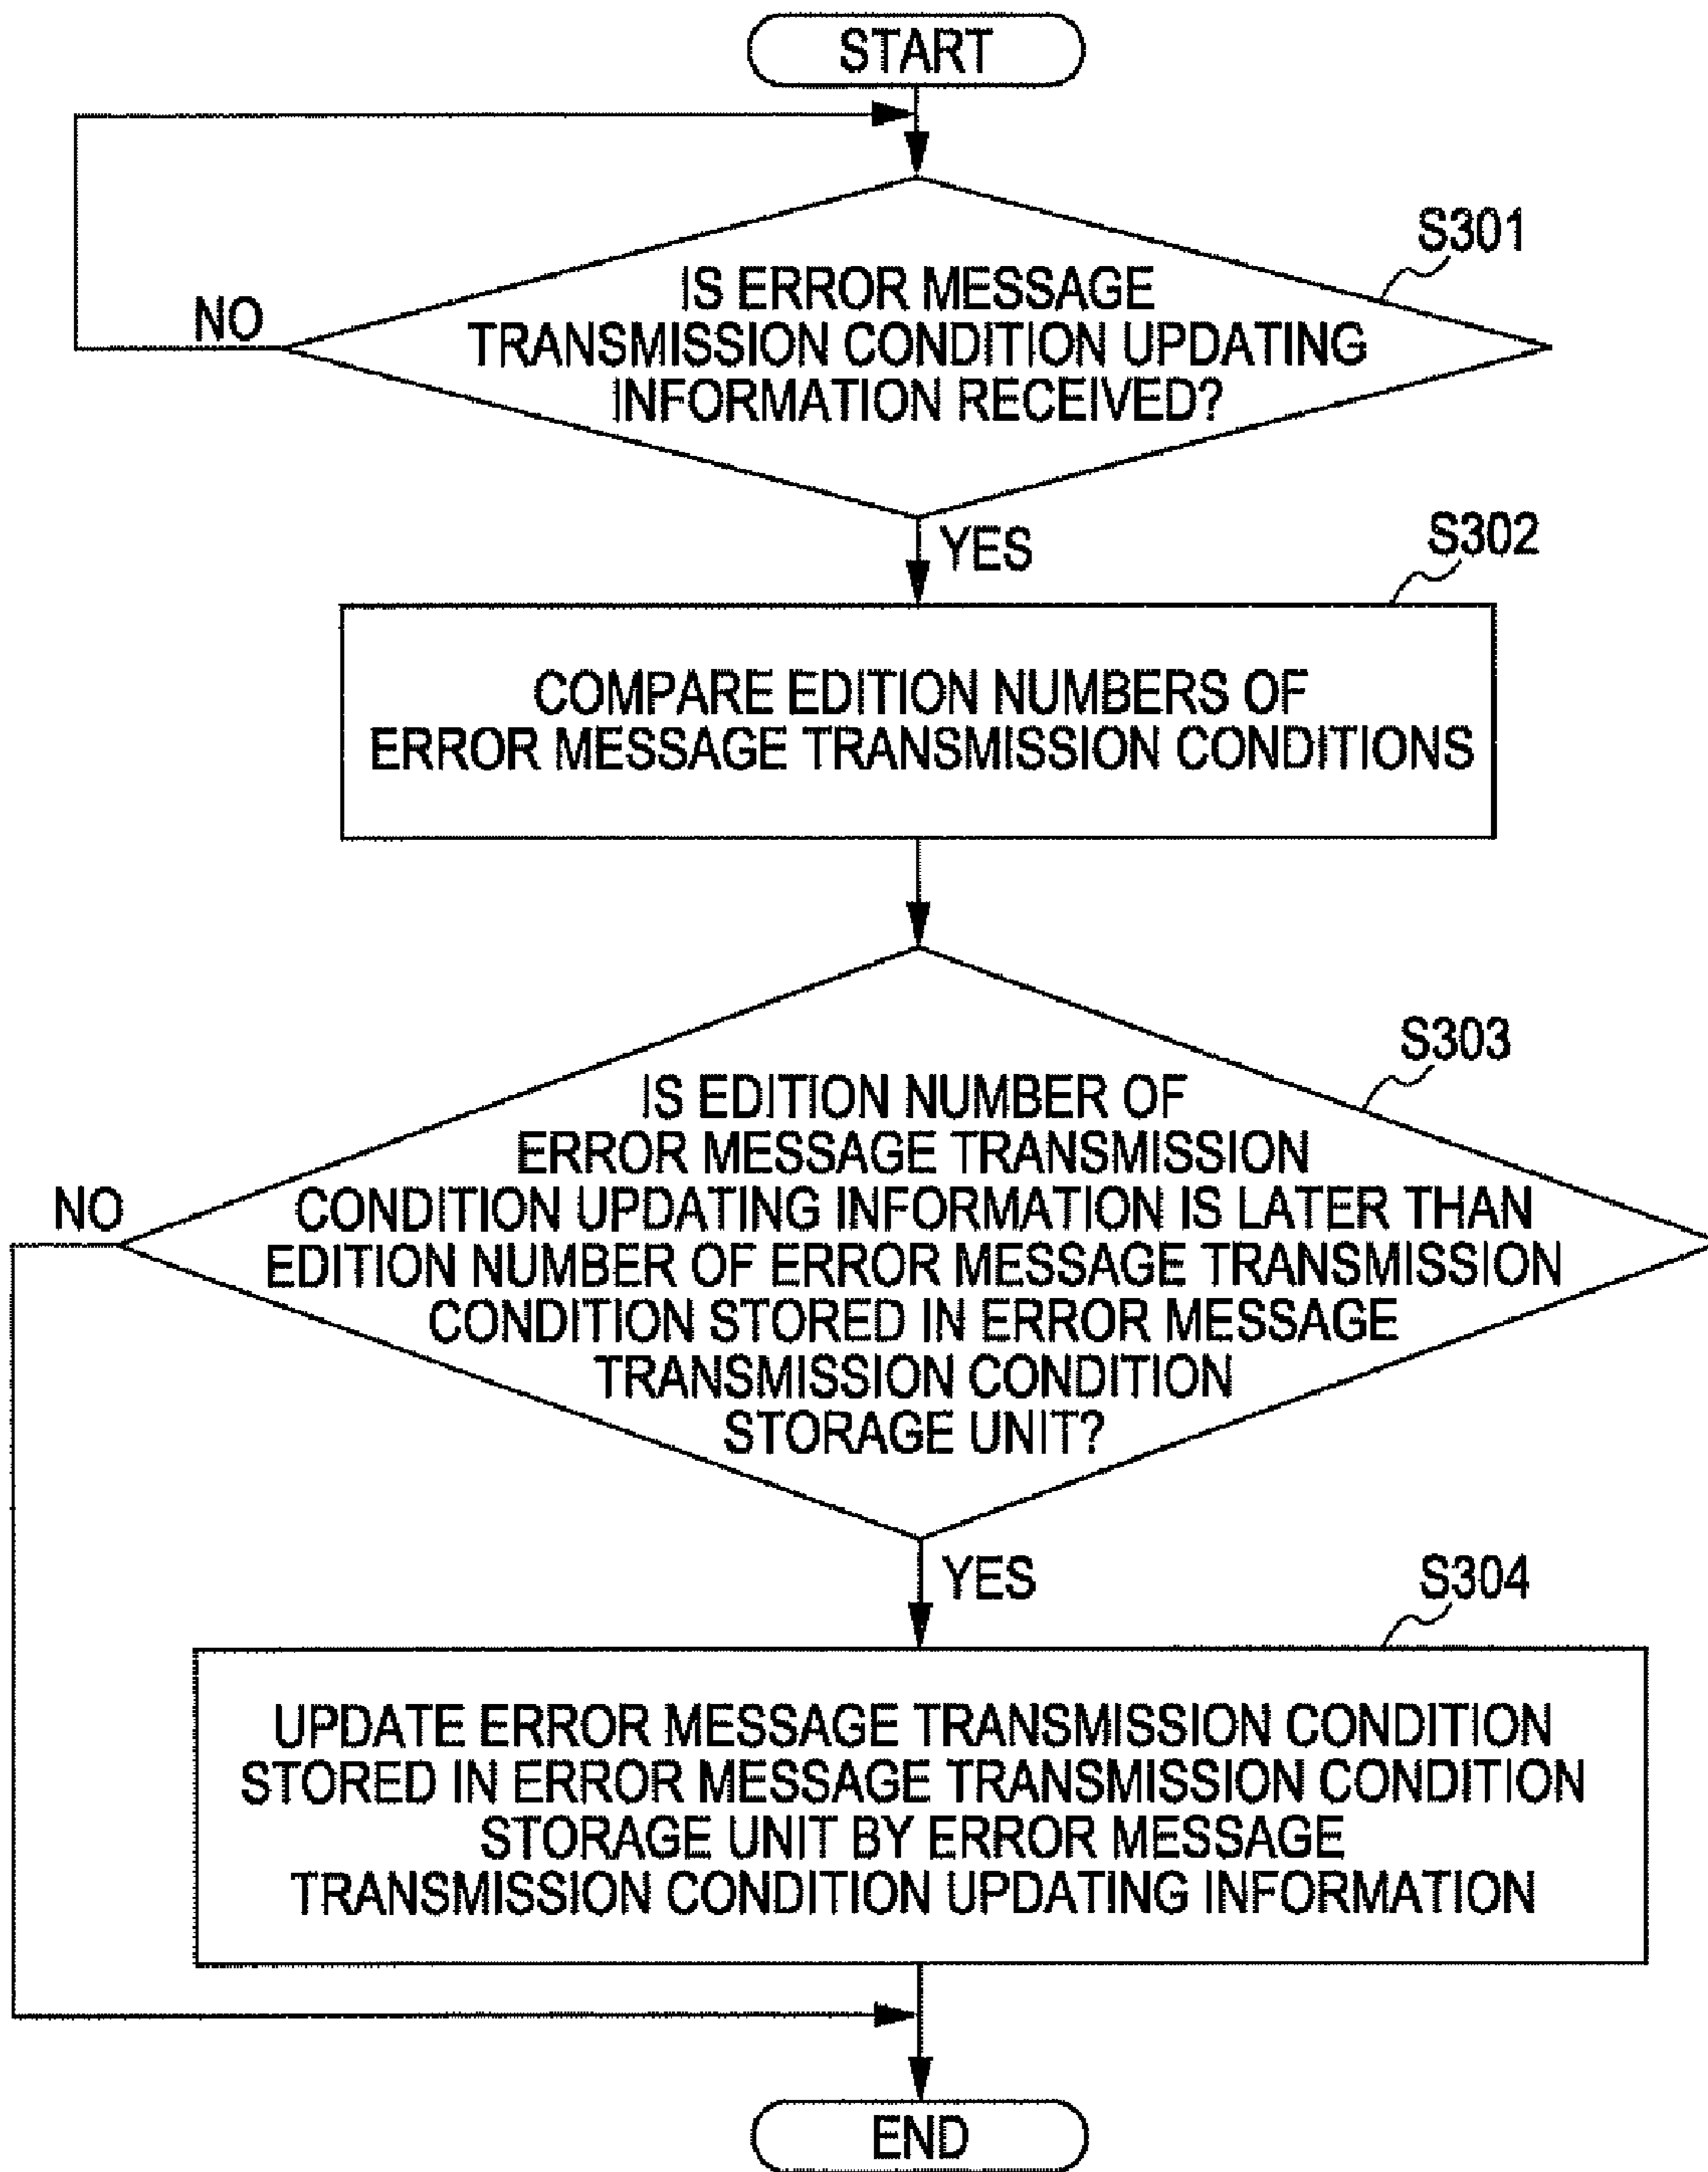 START
S301
IS ERROR MESSAGE
TRANSMISSION CONDITION UPDATING
INFORMATION RECEIVED?
NO
YES
S302
COMPARE EDITION NUMBERS OF
ERROR MESSAGE TRANSMISSION CONDITIONS
S303
IS EDITION NUMBER OF
ERROR MESSAGE TRANSMISSION
CONDITION UPDATING INFORMATION IS LATER THAN
EDITION NUMBER OF ERROR MESSAGE TRANSMISSION
CONDITION STORED IN ERROR MESSAGE
TRANSMISSION CONDITION
STORAGE UNIT?
NO
YES
S304
UPDATE ERROR MESSAGE TRANSMISSION CONDITION
STORED IN ERROR MESSAGE TRANSMISSION CONDITION
STORAGE UNIT BY ERROR MESSAGE
TRANSMISSION CONDITION UPDATING INFORMATION
END